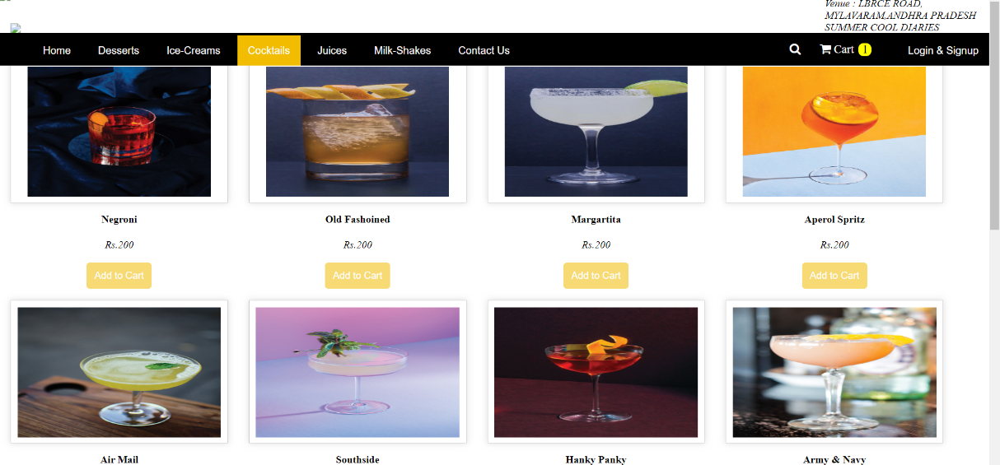 Venue : LBRCE ROAD,
MYLAVARAM,ANDHRA PRADESH
SUMMER COOL DIARIES
Home Desserts Ice-Creams Cocktails Juices Milk-Shakes Contact Us Cart 1 Login & Signup
Negroni Old Fashoined Margartita Aperol Spritz
Rs.200 Rs.200 Rs.200 Rs.200
Add to Cart Add to Cart Add to Cart Add to Cart
Air Mail Southside Hanky Panky Army & Navy